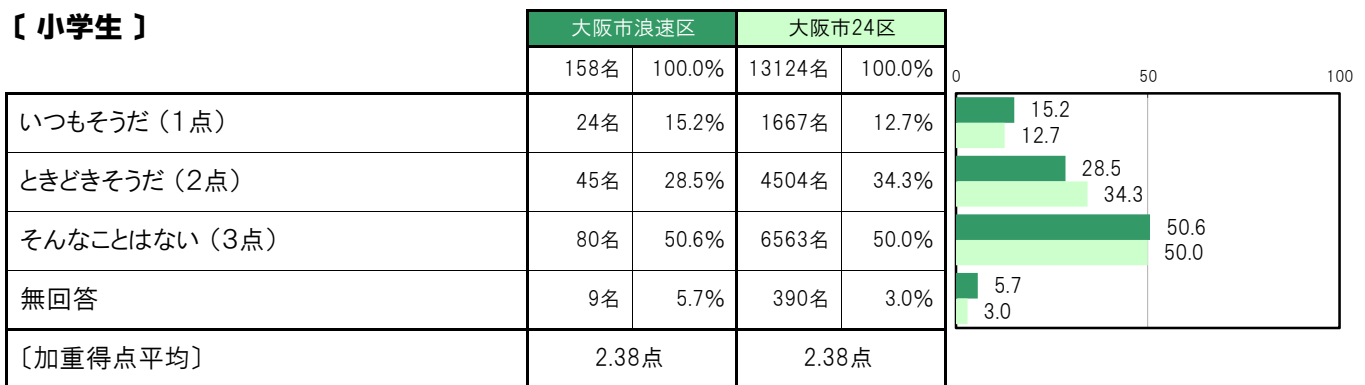 〔 小学生 〕
大阪市浪速区 大阪市24区
158名 100.0% 13124名 100.0%
0 50 100
いつもそうだ（１点） 24名 15.2% 1667名 12.7%
15.2
12.7
ときどきそうだ（２点） 45名 28.5% 4504名 34.3%
28.5
34.3
そんなことはない（３点） 80名 50.6% 6563名 50.0%
50.6
50.0
無回答 9名 5.7% 390名 3.0%
5.7
3.0
〔加重得点平均〕 2.38点 2.38点